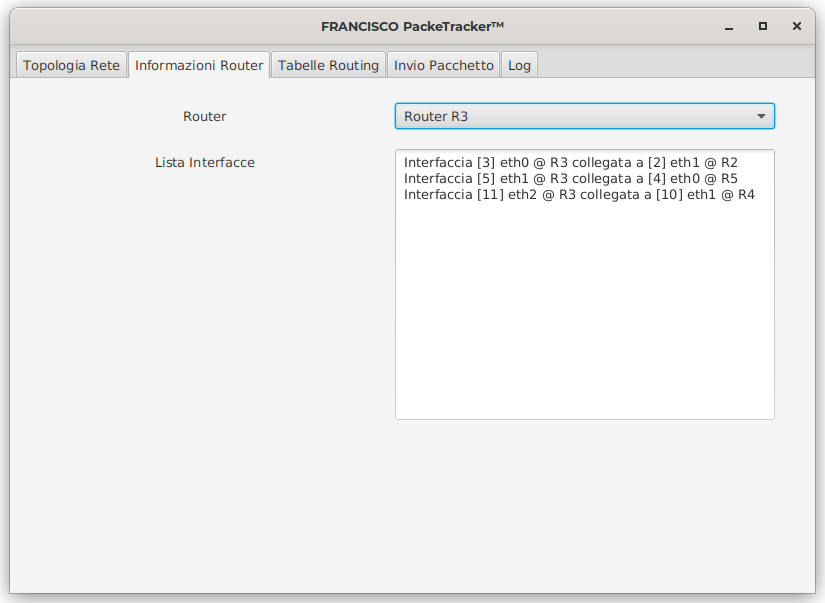 FRANCISCO PackeTracker™
Topologia Rete Informazioni Router Tabelle Routing Invio Pacchetto Log
Router Router R3
Lista Interfacce
Interfaccia [3] eth0 @ R3 collegata a [2] eth1 @ R2
Interfaccia [5] eth1 @ R3 collegata a [4] eth0 @ R5
Interfaccia [11] eth2 @ R3 collegata a [10] eth1 @ R4